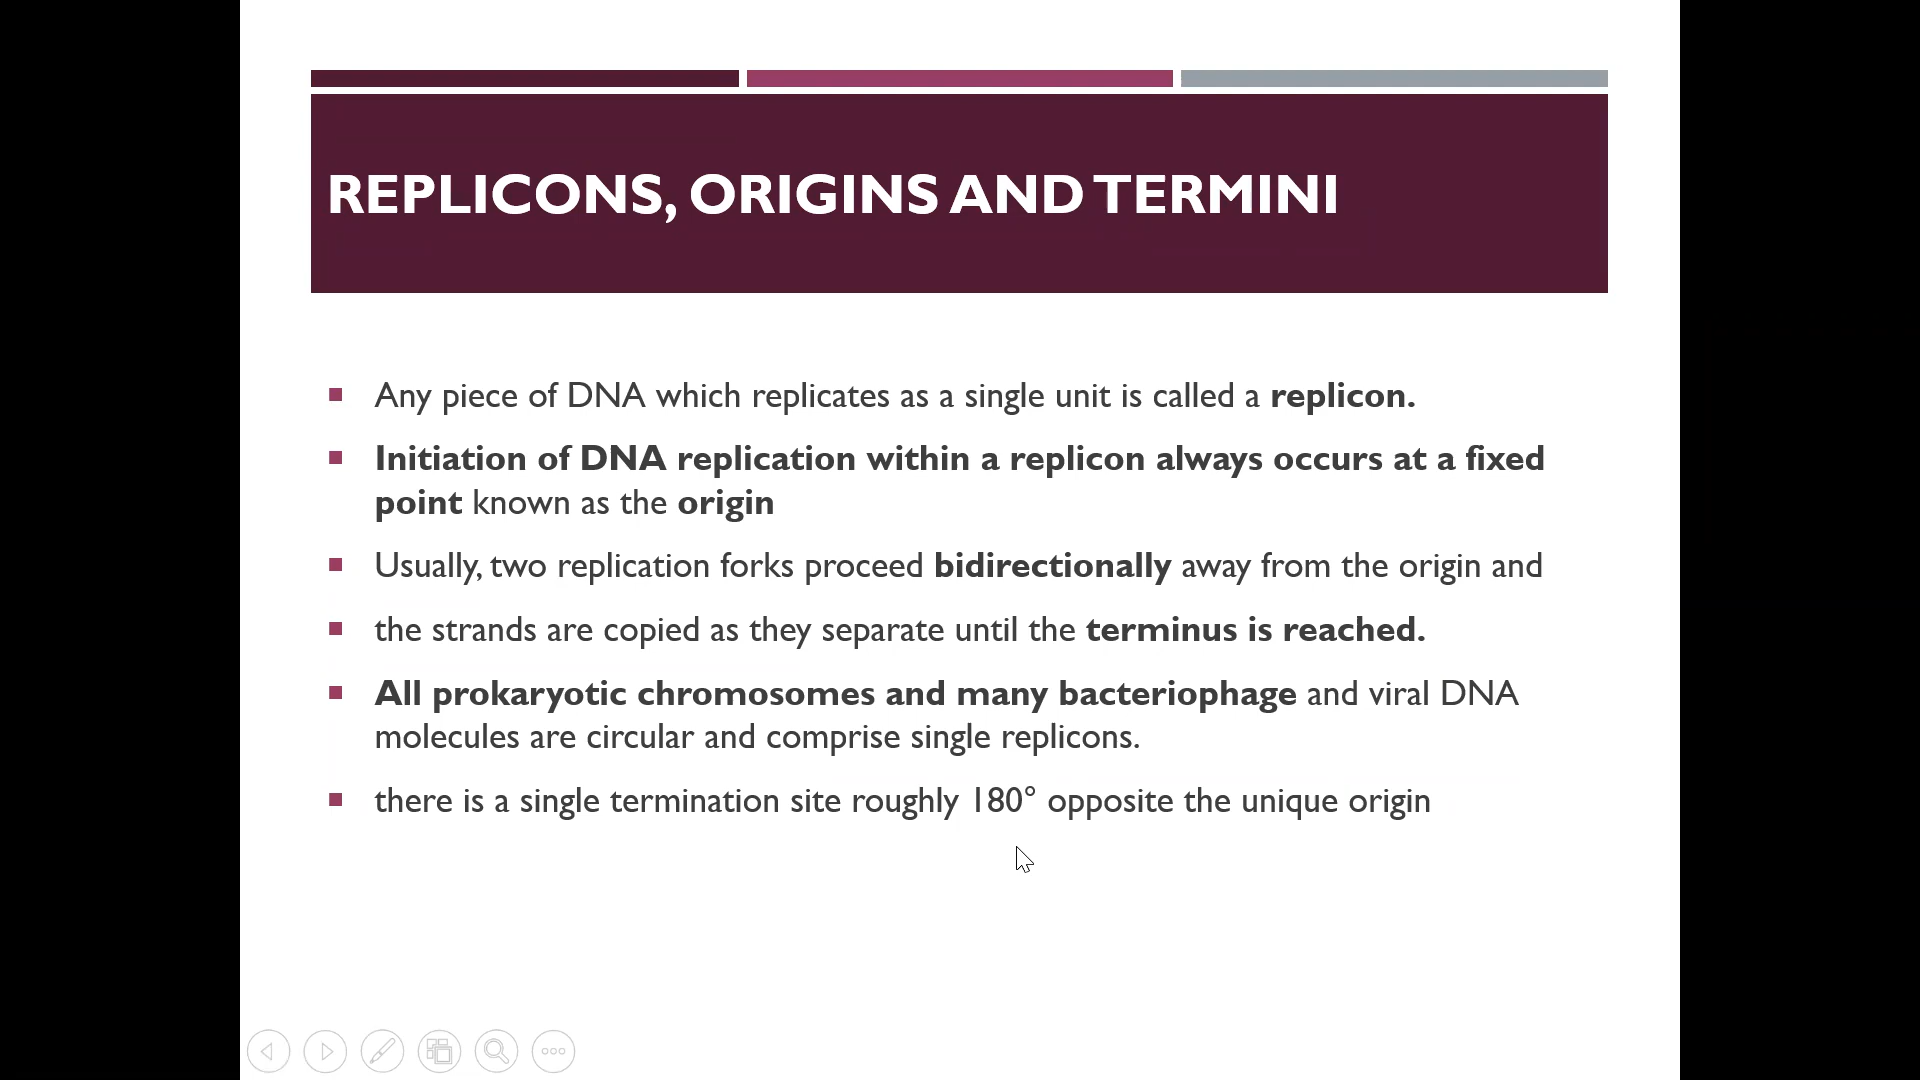 REPLICONS, ORIGINS AND TERMINI
Any piece of DNA which replicates as a single unit is called a replicon.
Initiation of DNA replication within a replicon always occurs at a fixed
point known as the origin
Usually, two replication forks proceed bidirectionally away from the origin and
the strands are copied as they separate until the terminus is reached.
All prokaryotic chromosomes and many bacteriophage and viral DNA
molecules are circular and comprise single replicons.
there is a single termination site roughly 180° opposite the unique origin